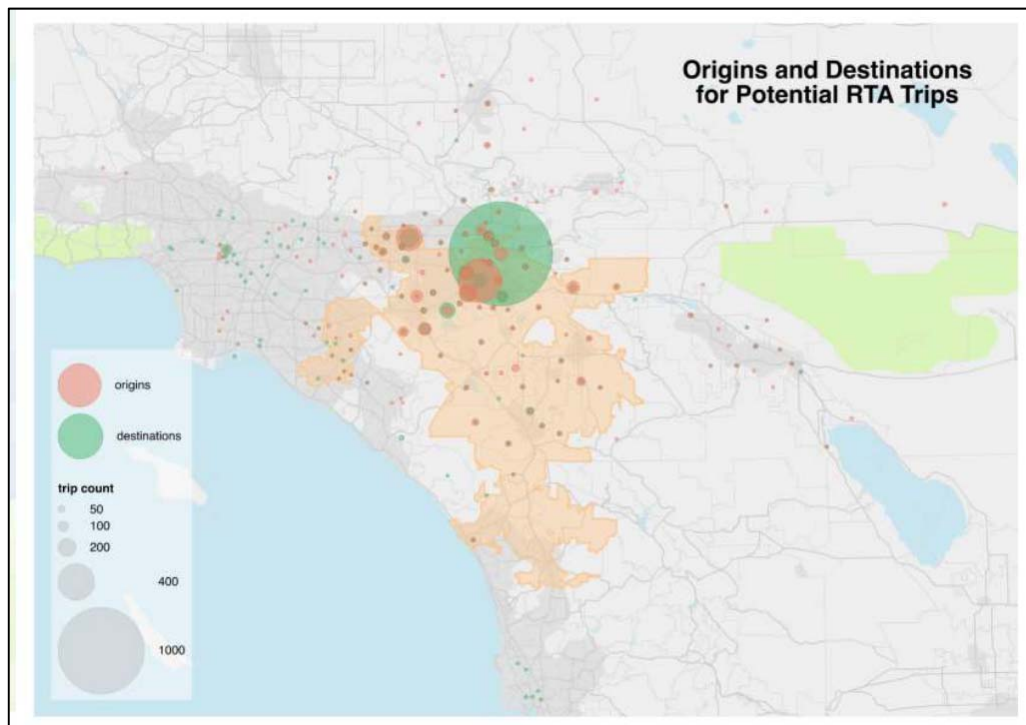 Origins and Destinations
for Potential RTA Trips
origins
destinations
trip count
50
100
200
400
1000